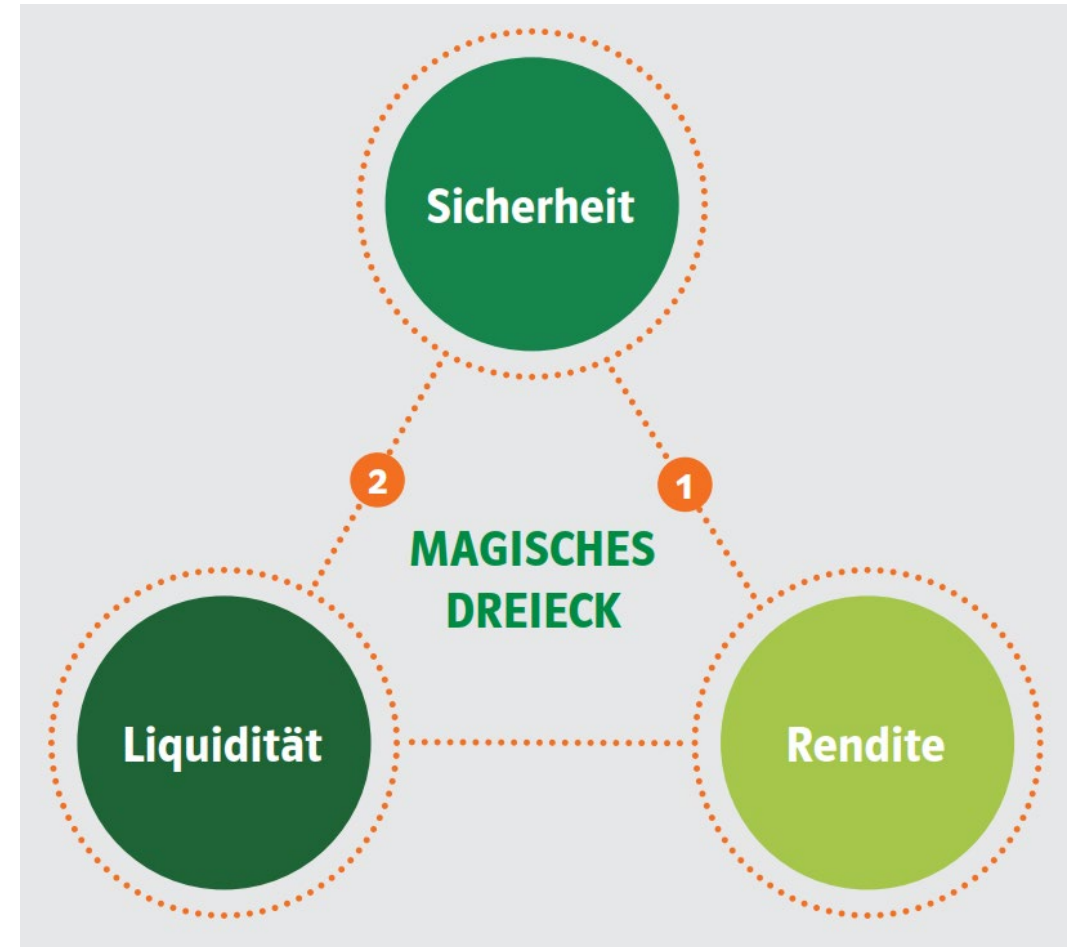 Sicherheit
2
1
MAGISCHES
DREIECK
Liquidität
Rendite